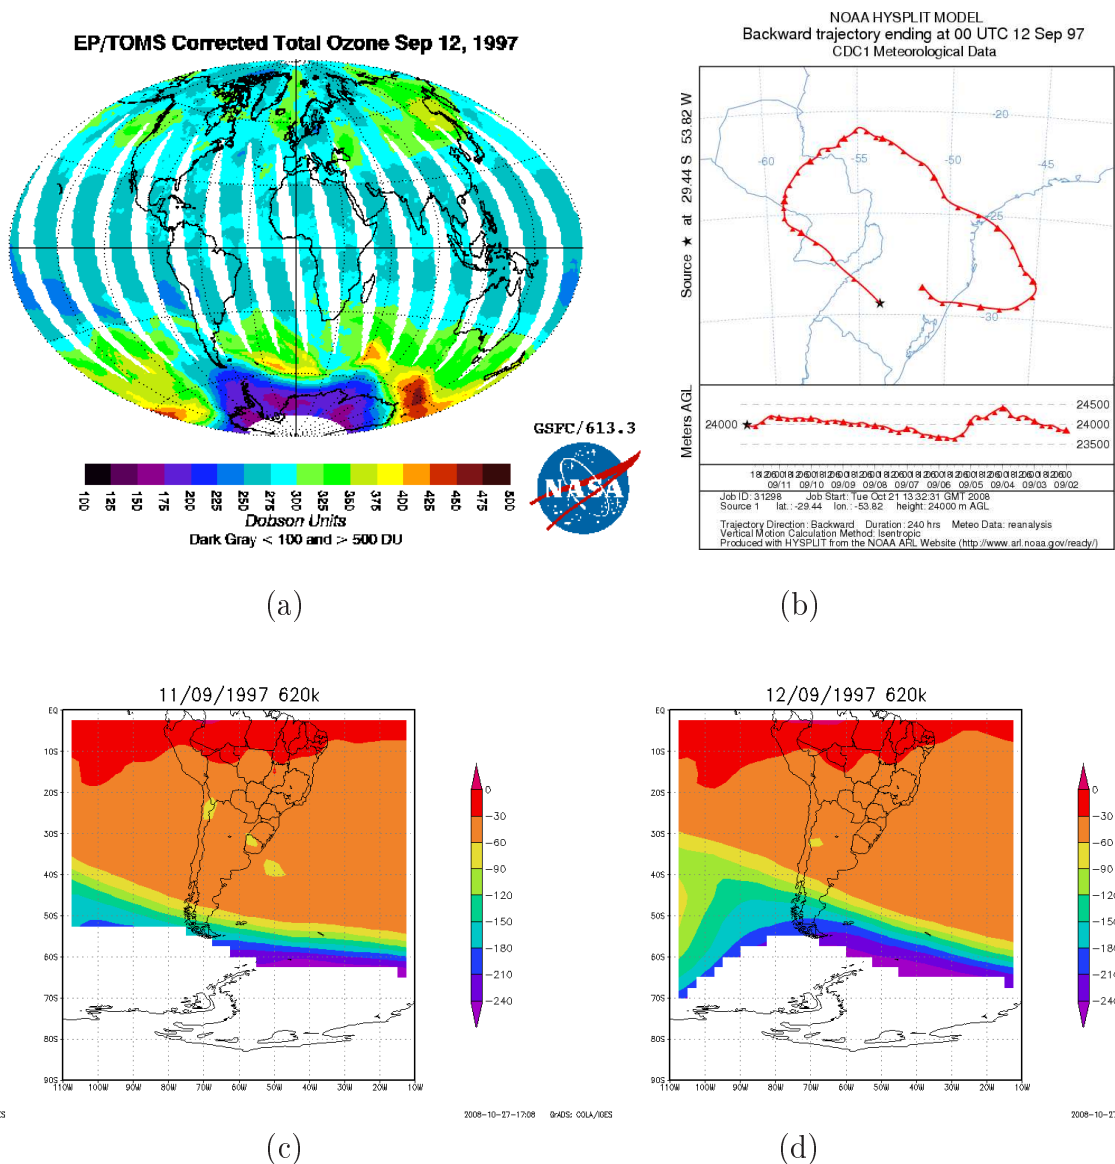 EP/TOMS Corrected Total Ozone Sep 12, 1997
GSFC/613.3
NASA
100 125 150 175 200 225 250 275 300 325 350 375 400 425 450 475 500
Dobson Units
Dark Gray < 100 and > 500 DU
(a)
NOAA HYSPLIT MODEL
Backward trajectory ending at 00 UTC 12 Sep 97
CDC1 Meteorological Data
Source ★ at 29.44 S 53.82 W
-20
-60 -55 -50 -45
-25
-30
Meters AGL
24000
24500
24000
23500
09/11 09/10 09/09 09/08 09/07 09/06 09/05 09/04 09/03 09/02
Job ID: 31298 Job Start: Tue Oct 21 13:32:31 GMT 2008
Source 1 lat.: -29.44 lon.: -53.82 height: 24000 m AGL
Trajectory Direction: Backward Duration: 240 hrs Meteo Data: reanalysis
Vertical Motion Calculation Method: Isentropic
Produced with HYSPLIT from the NOAA ARL Website (http://www.arl.noaa.gov/ready/)
(b)
11/09/1997 620k
EQ
10S
20S
30S
40S
50S
60S
70S
80S
90S
110W 100W 90W 80W 70W 60W 50W 40W 30W 20W 10W
0
-30
-60
-90
-120
-150
-180
-210
-240
2008-10-27-17:08
GrADS: COLA/IGES
(c)
12/09/1997 620k
EQ
10S
20S
30S
40S
50S
60S
70S
80S
90S
110W 100W 90W 80W 70W 60W 50W 40W 30W 20W 10W
0
-30
-60
-90
-120
-150
-180
-210
-240
2008-10-27
(d)